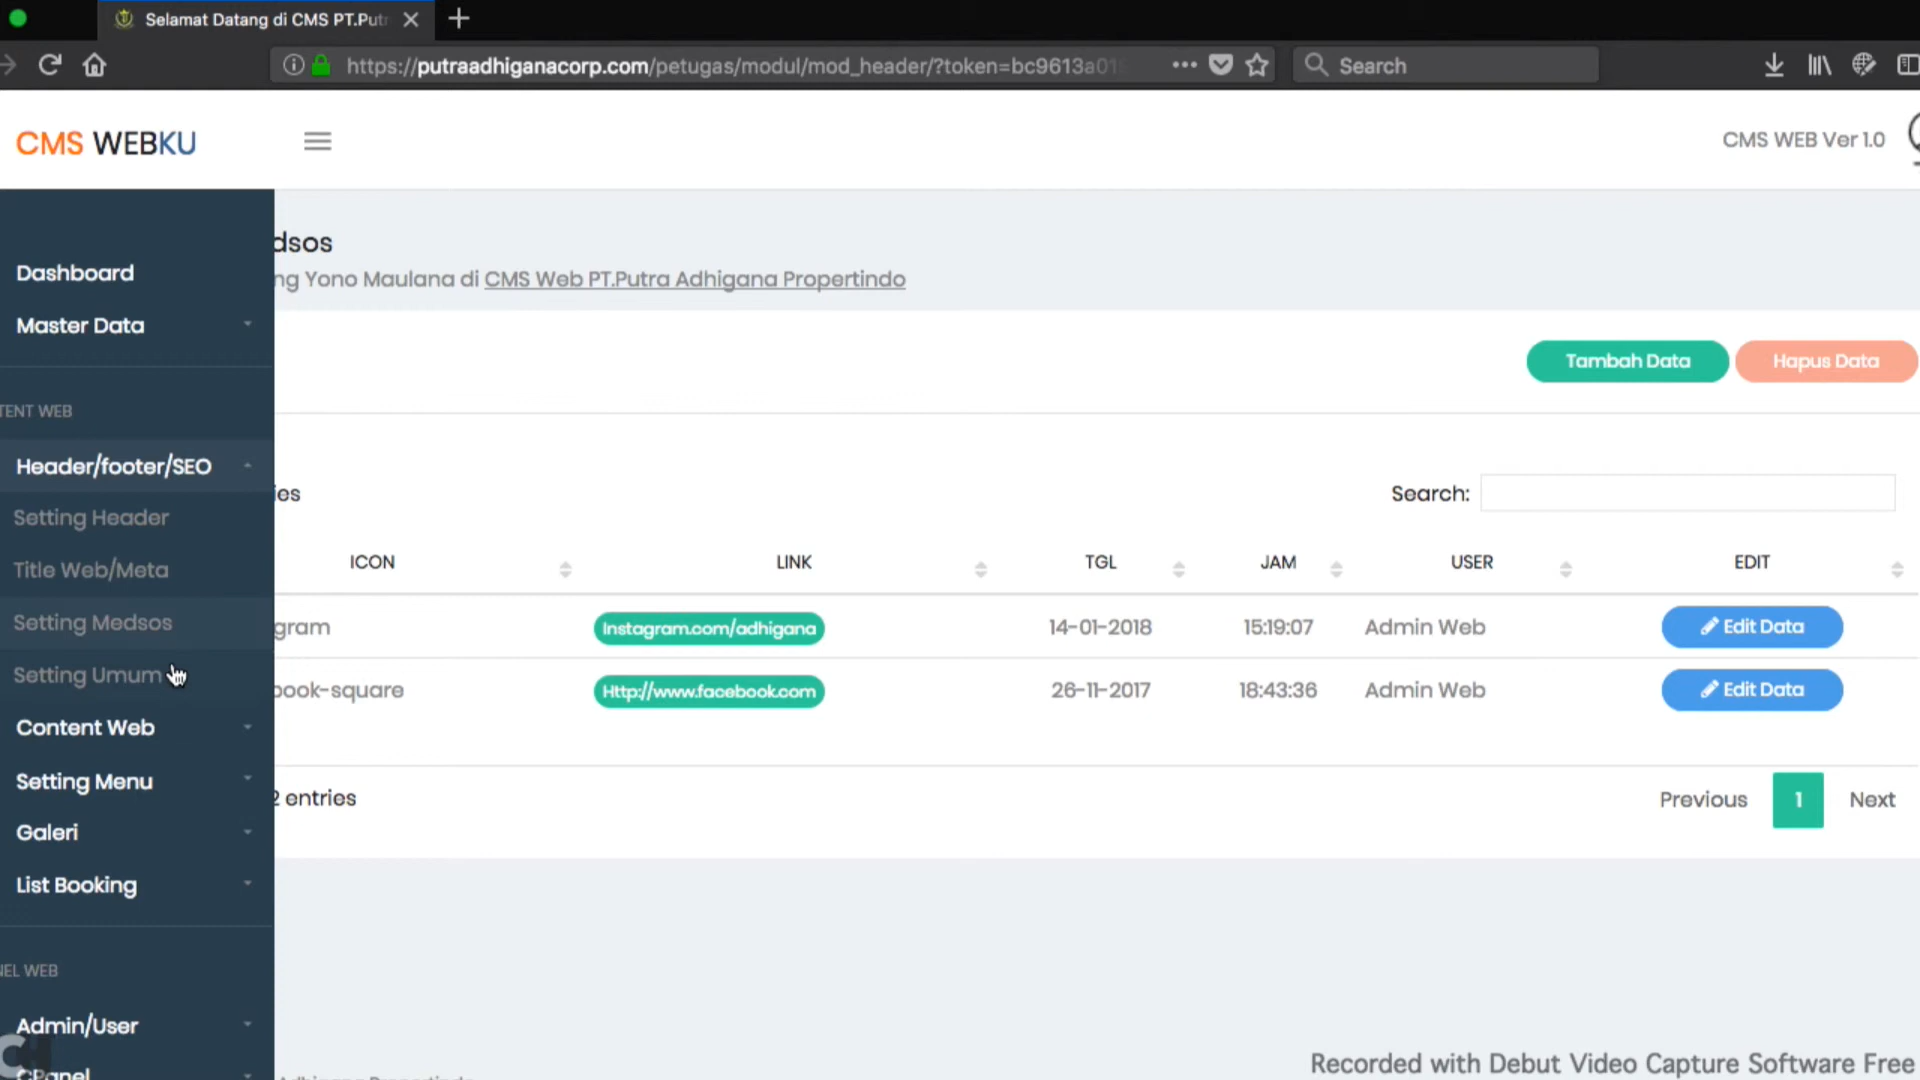 Selamat Datang di CMS PT.Putr
https://putraadhiganacorp.com/petugas/modul/mod_header/?token=bc9613a01
Search
CMS WEBKU
CMS WEB Ver 1.0
dsos
ng Yono Maulana di CMS Web PT.Putra Adhigana Propertindo
Dashboard
Master Data
Tambah Data
Hapus Data
TENT WEB
Header/footer/SEO
Setting Header
Title Web/Meta
Setting Medsos
Setting Umum
Content Web
Setting Menu
Galeri
List Booking
NEL WEB
Admin/User
CPanel
ies
Search:
ICON LINK TGL JAM USER EDIT
gram Instagram.com/adhigana 14-01-2018 15:19:07 Admin Web Edit Data
book-square Http://www.facebook.com 26-11-2017 18:43:36 Admin Web Edit Data
2 entries
Previous 1 Next
Recorded with Debut Video Capture Software Free